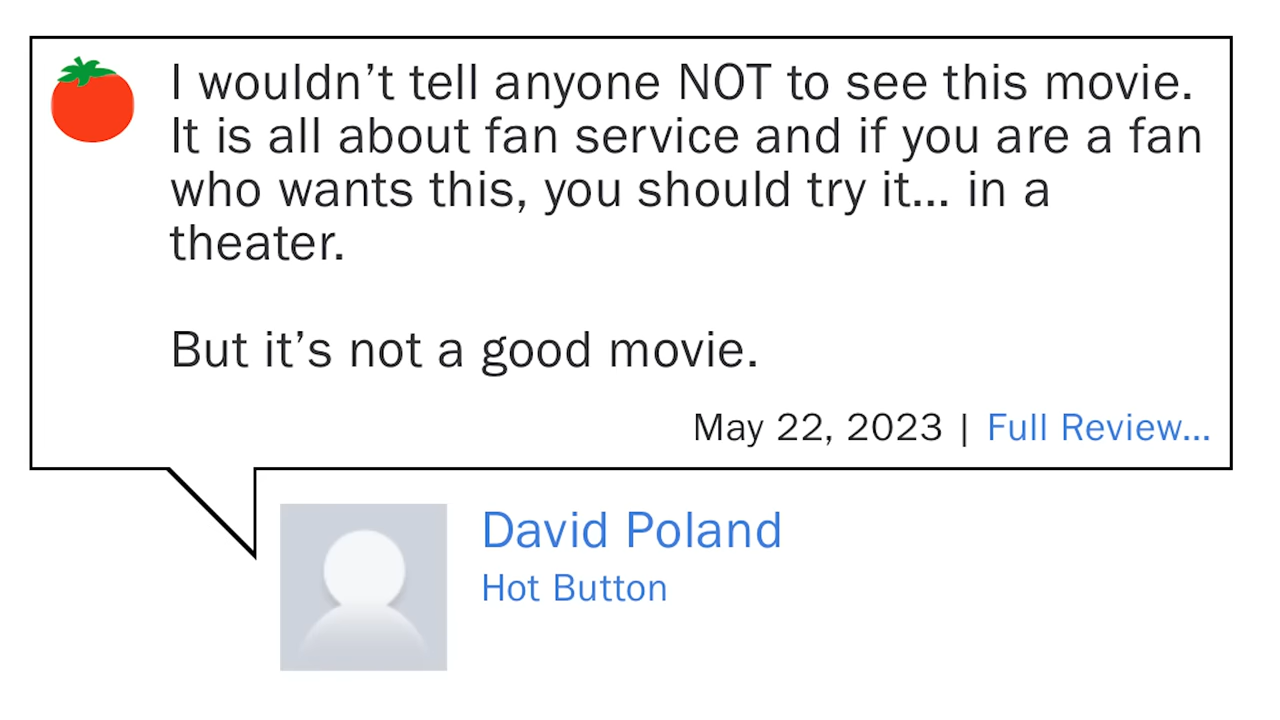 I wouldn’t tell anyone NOT to see this movie.
It is all about fan service and if you are a fan
who wants this, you should try it... in a
theater.
But it’s not a good movie.
May 22, 2023 | Full Review...
David Poland
Hot Button